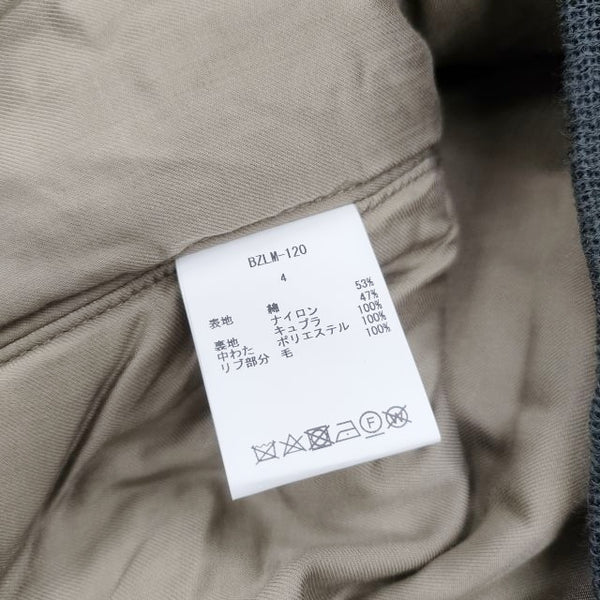 BZLM-120
4
表地 綿 53%
ナイロン 47%
裏地 キュプラ 100%
中わた ポリエステル 100%
リブ部分 毛 100%
F W